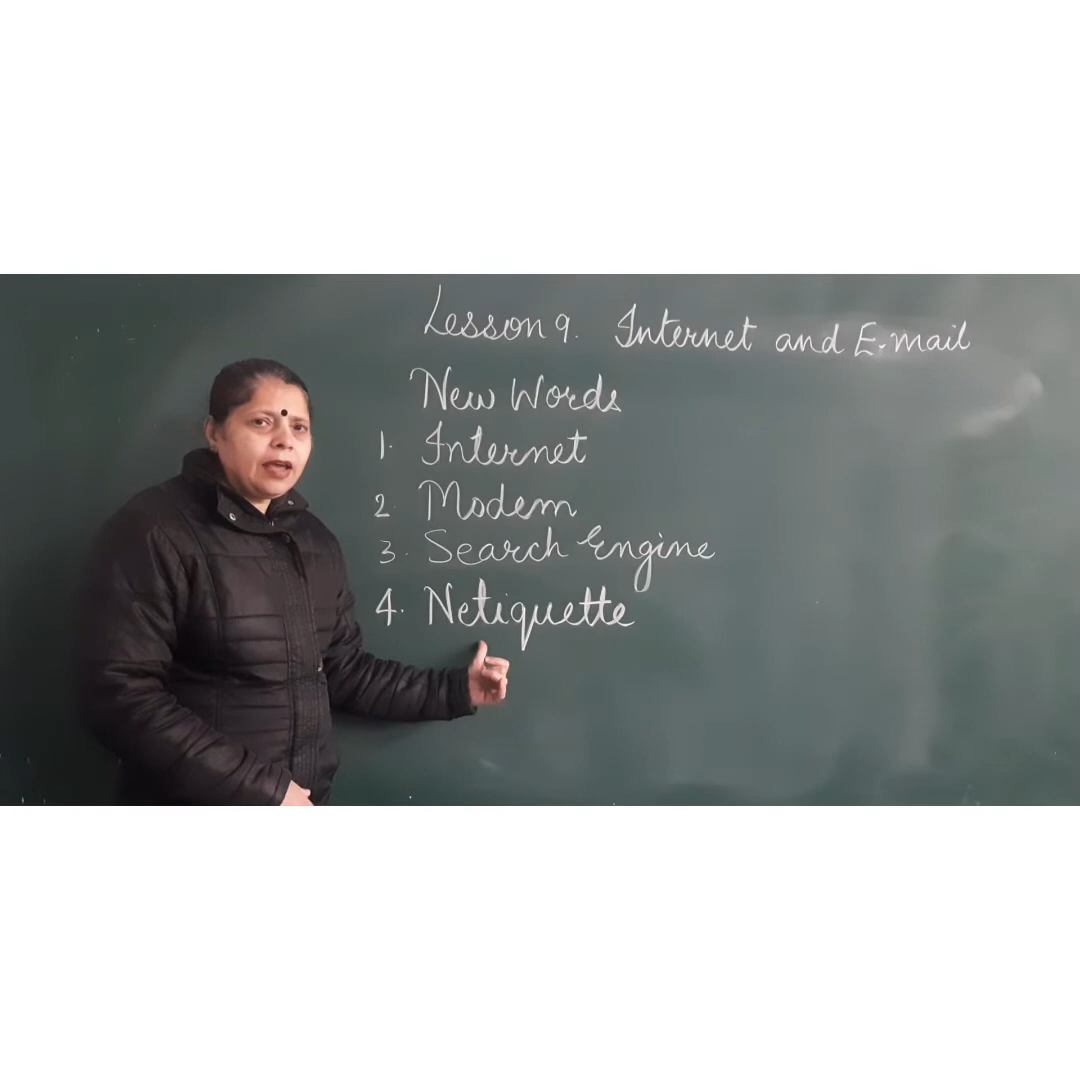 Lesson 9. Internet and E-mail
New Words
1. Internet
2. Modem
3. Search Engine
4. Netiquette